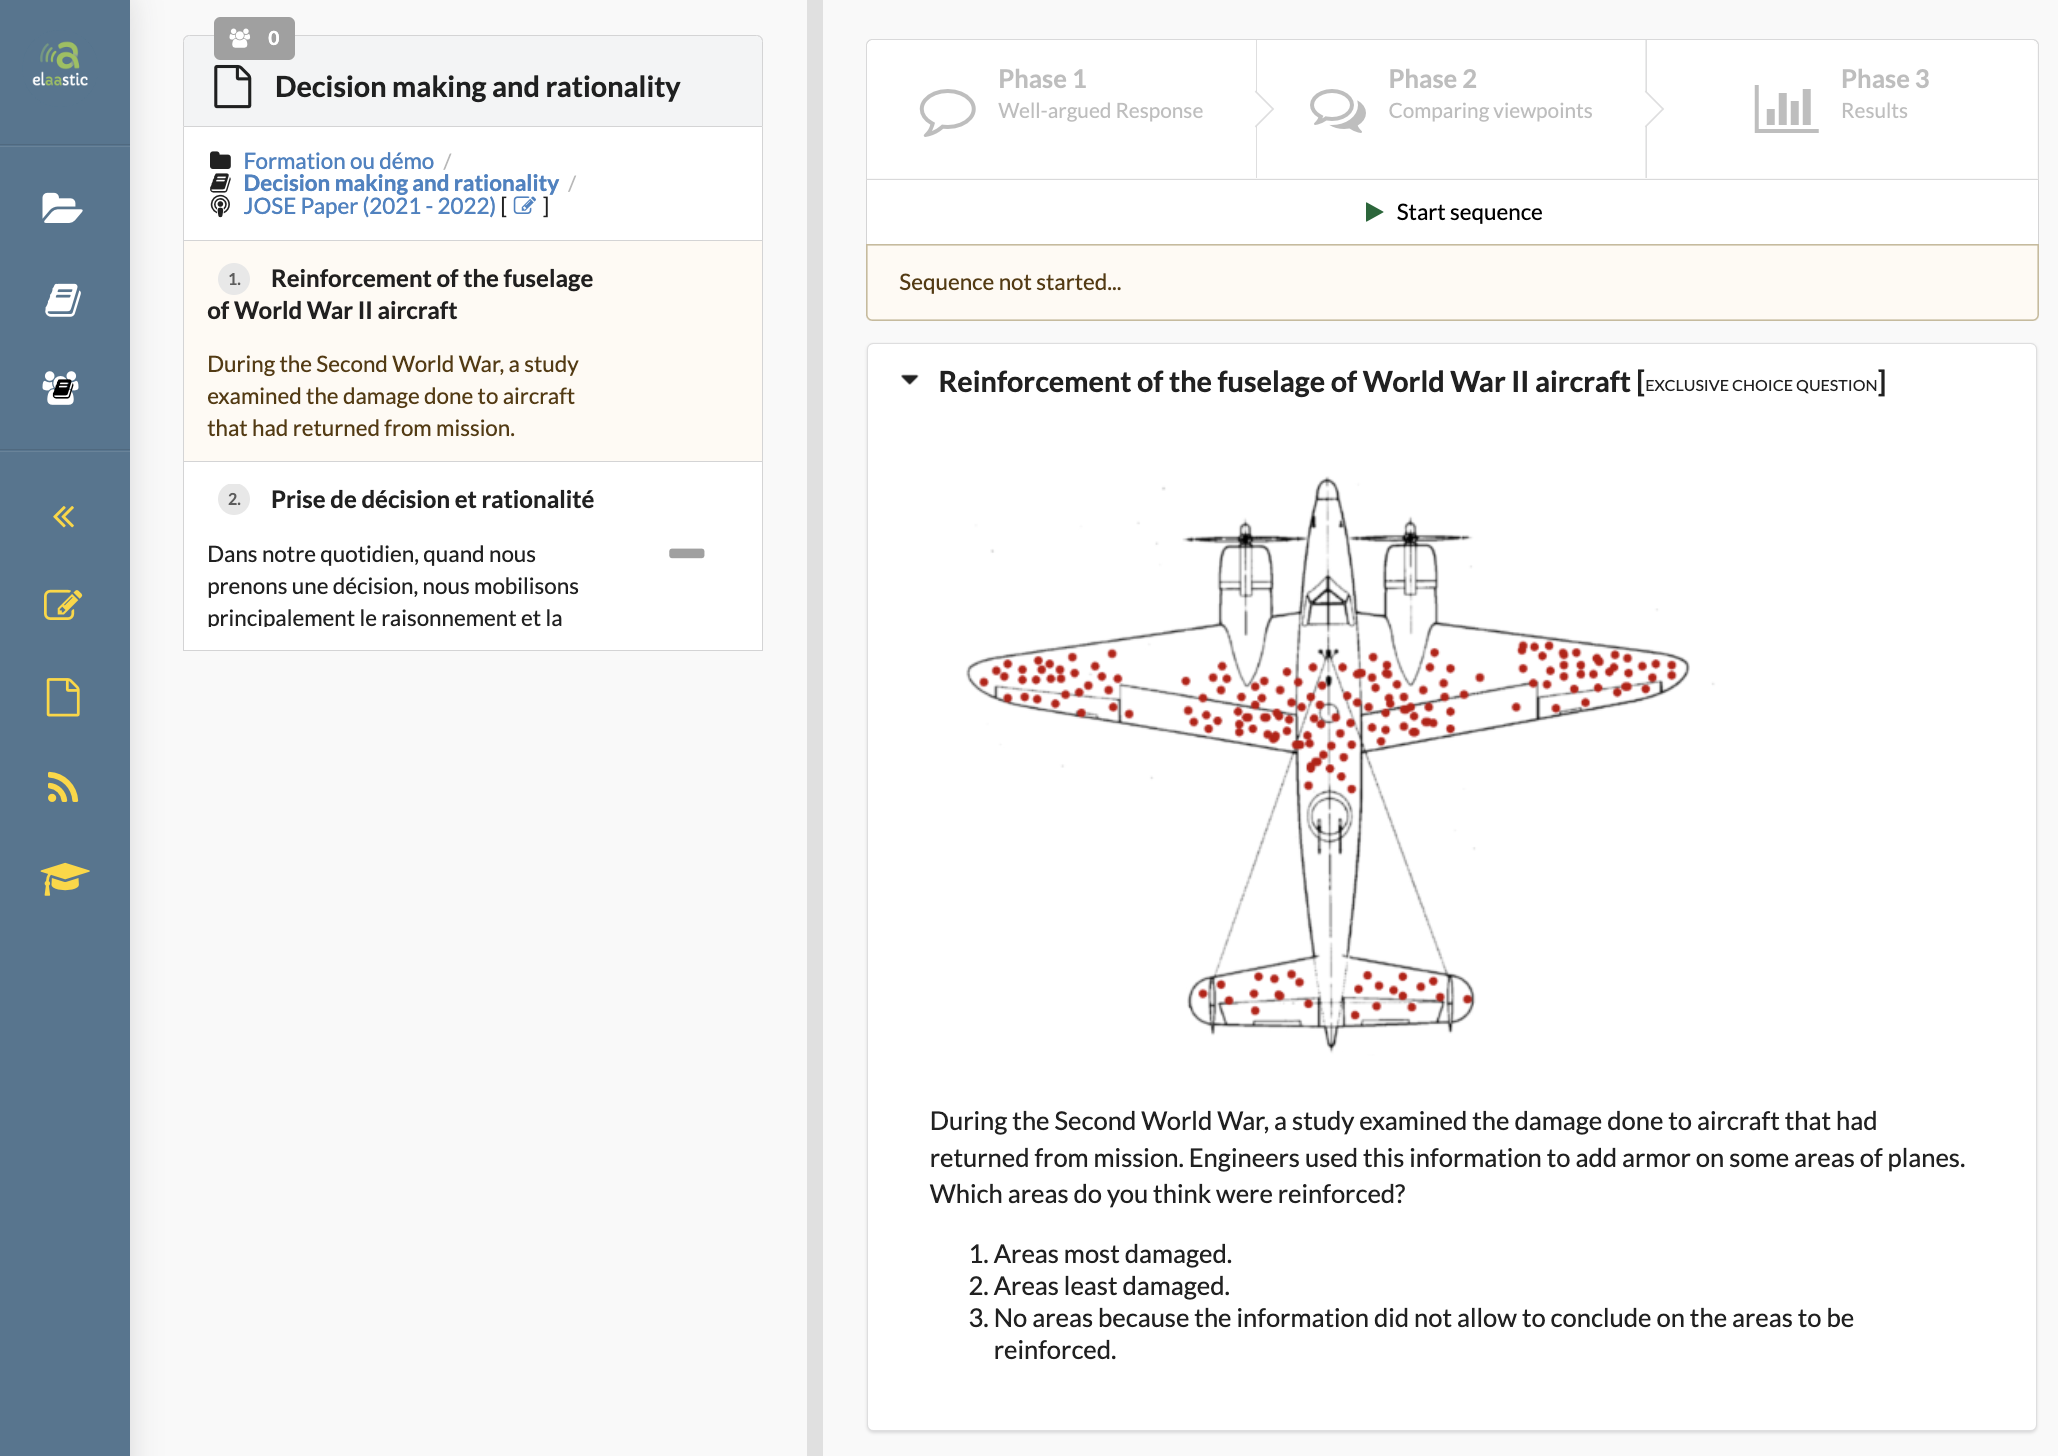 elaastic
0
Decision making and rationality
Formation ou démo /
Decision making and rationality /
JOSE Paper (2021 - 2022) [ ]
1. Reinforcement of the fuselage
of World War II aircraft
During the Second World War, a study
examined the damage done to aircraft
that had returned from mission.
2. Prise de décision et rationalité
Dans notre quotidien, quand nous
prenons une décision, nous mobilisons
principalement le raisonnement et la
Phase 1
Well-argued Response
Phase 2
Comparing viewpoints
Phase 3
Results
Start sequence
Sequence not started...
Reinforcement of the fuselage of World War II aircraft [EXCLUSIVE CHOICE QUESTION]
During the Second World War, a study examined the damage done to aircraft that had
returned from mission. Engineers used this information to add armor on some areas of planes.
Which areas do you think were reinforced?
1. Areas most damaged.
2. Areas least damaged.
3. No areas because the information did not allow to conclude on the areas to be
reinforced.